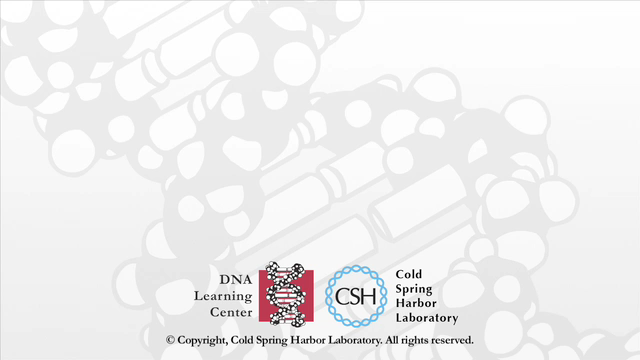 DNA
Learning
Center
CSH
Cold
Spring
Harbor
Laboratory
© Copyright, Cold Spring Harbor Laboratory. All rights reserved.